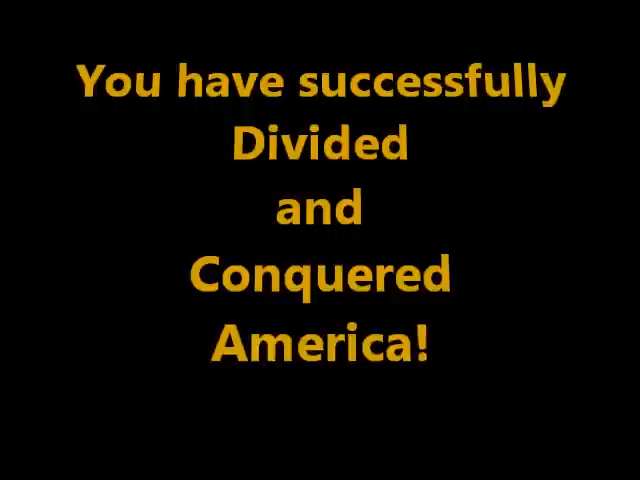 You have successfully
Divided
and
Conquered
America!